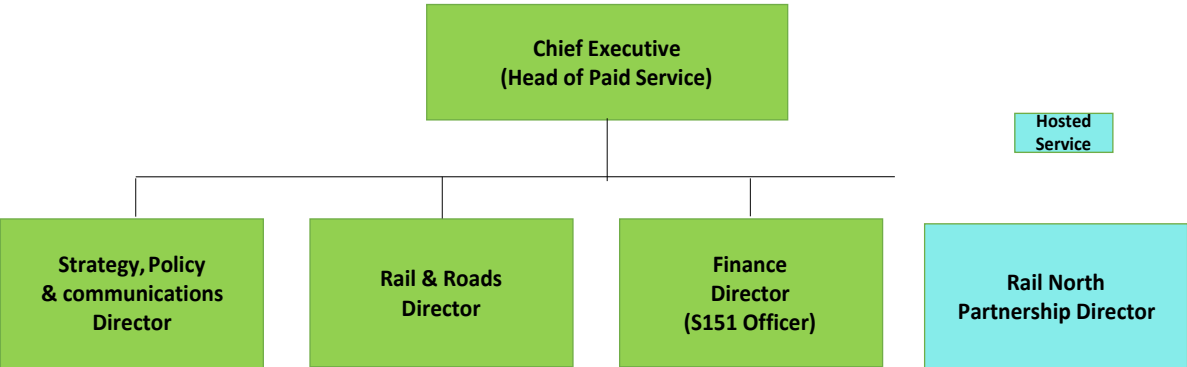 Chief Executive
(Head of Paid Service)
Hosted
Service
Strategy, Policy
& communications
Director
Rail & Roads
Director
Finance
Director
(S151 Officer)
Rail North
Partnership Director